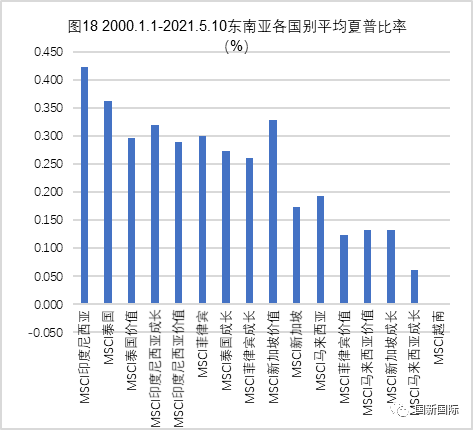 图18 2000.1.1-2021.5.10东南亚各国别平均夏普比率
(%)
0.450
0.400
0.350
0.300
0.250
0.200
0.150
0.100
0.050
0.000
-0.050
MSCI印度尼西亚
MSCI泰国
MSCI泰国价值
MSCI印度尼西亚成长
MSCI印度尼西亚价值
MSCI菲律宾
MSCI泰国成长
MSCI菲律宾成长
MSCI新加坡价值
MSCI新加坡
MSCI马来西亚
MSCI菲律宾价值
MSCI马来西亚价值
MSCI新加坡成长
MSCI马来西亚成长
MSCI越南
国新国际